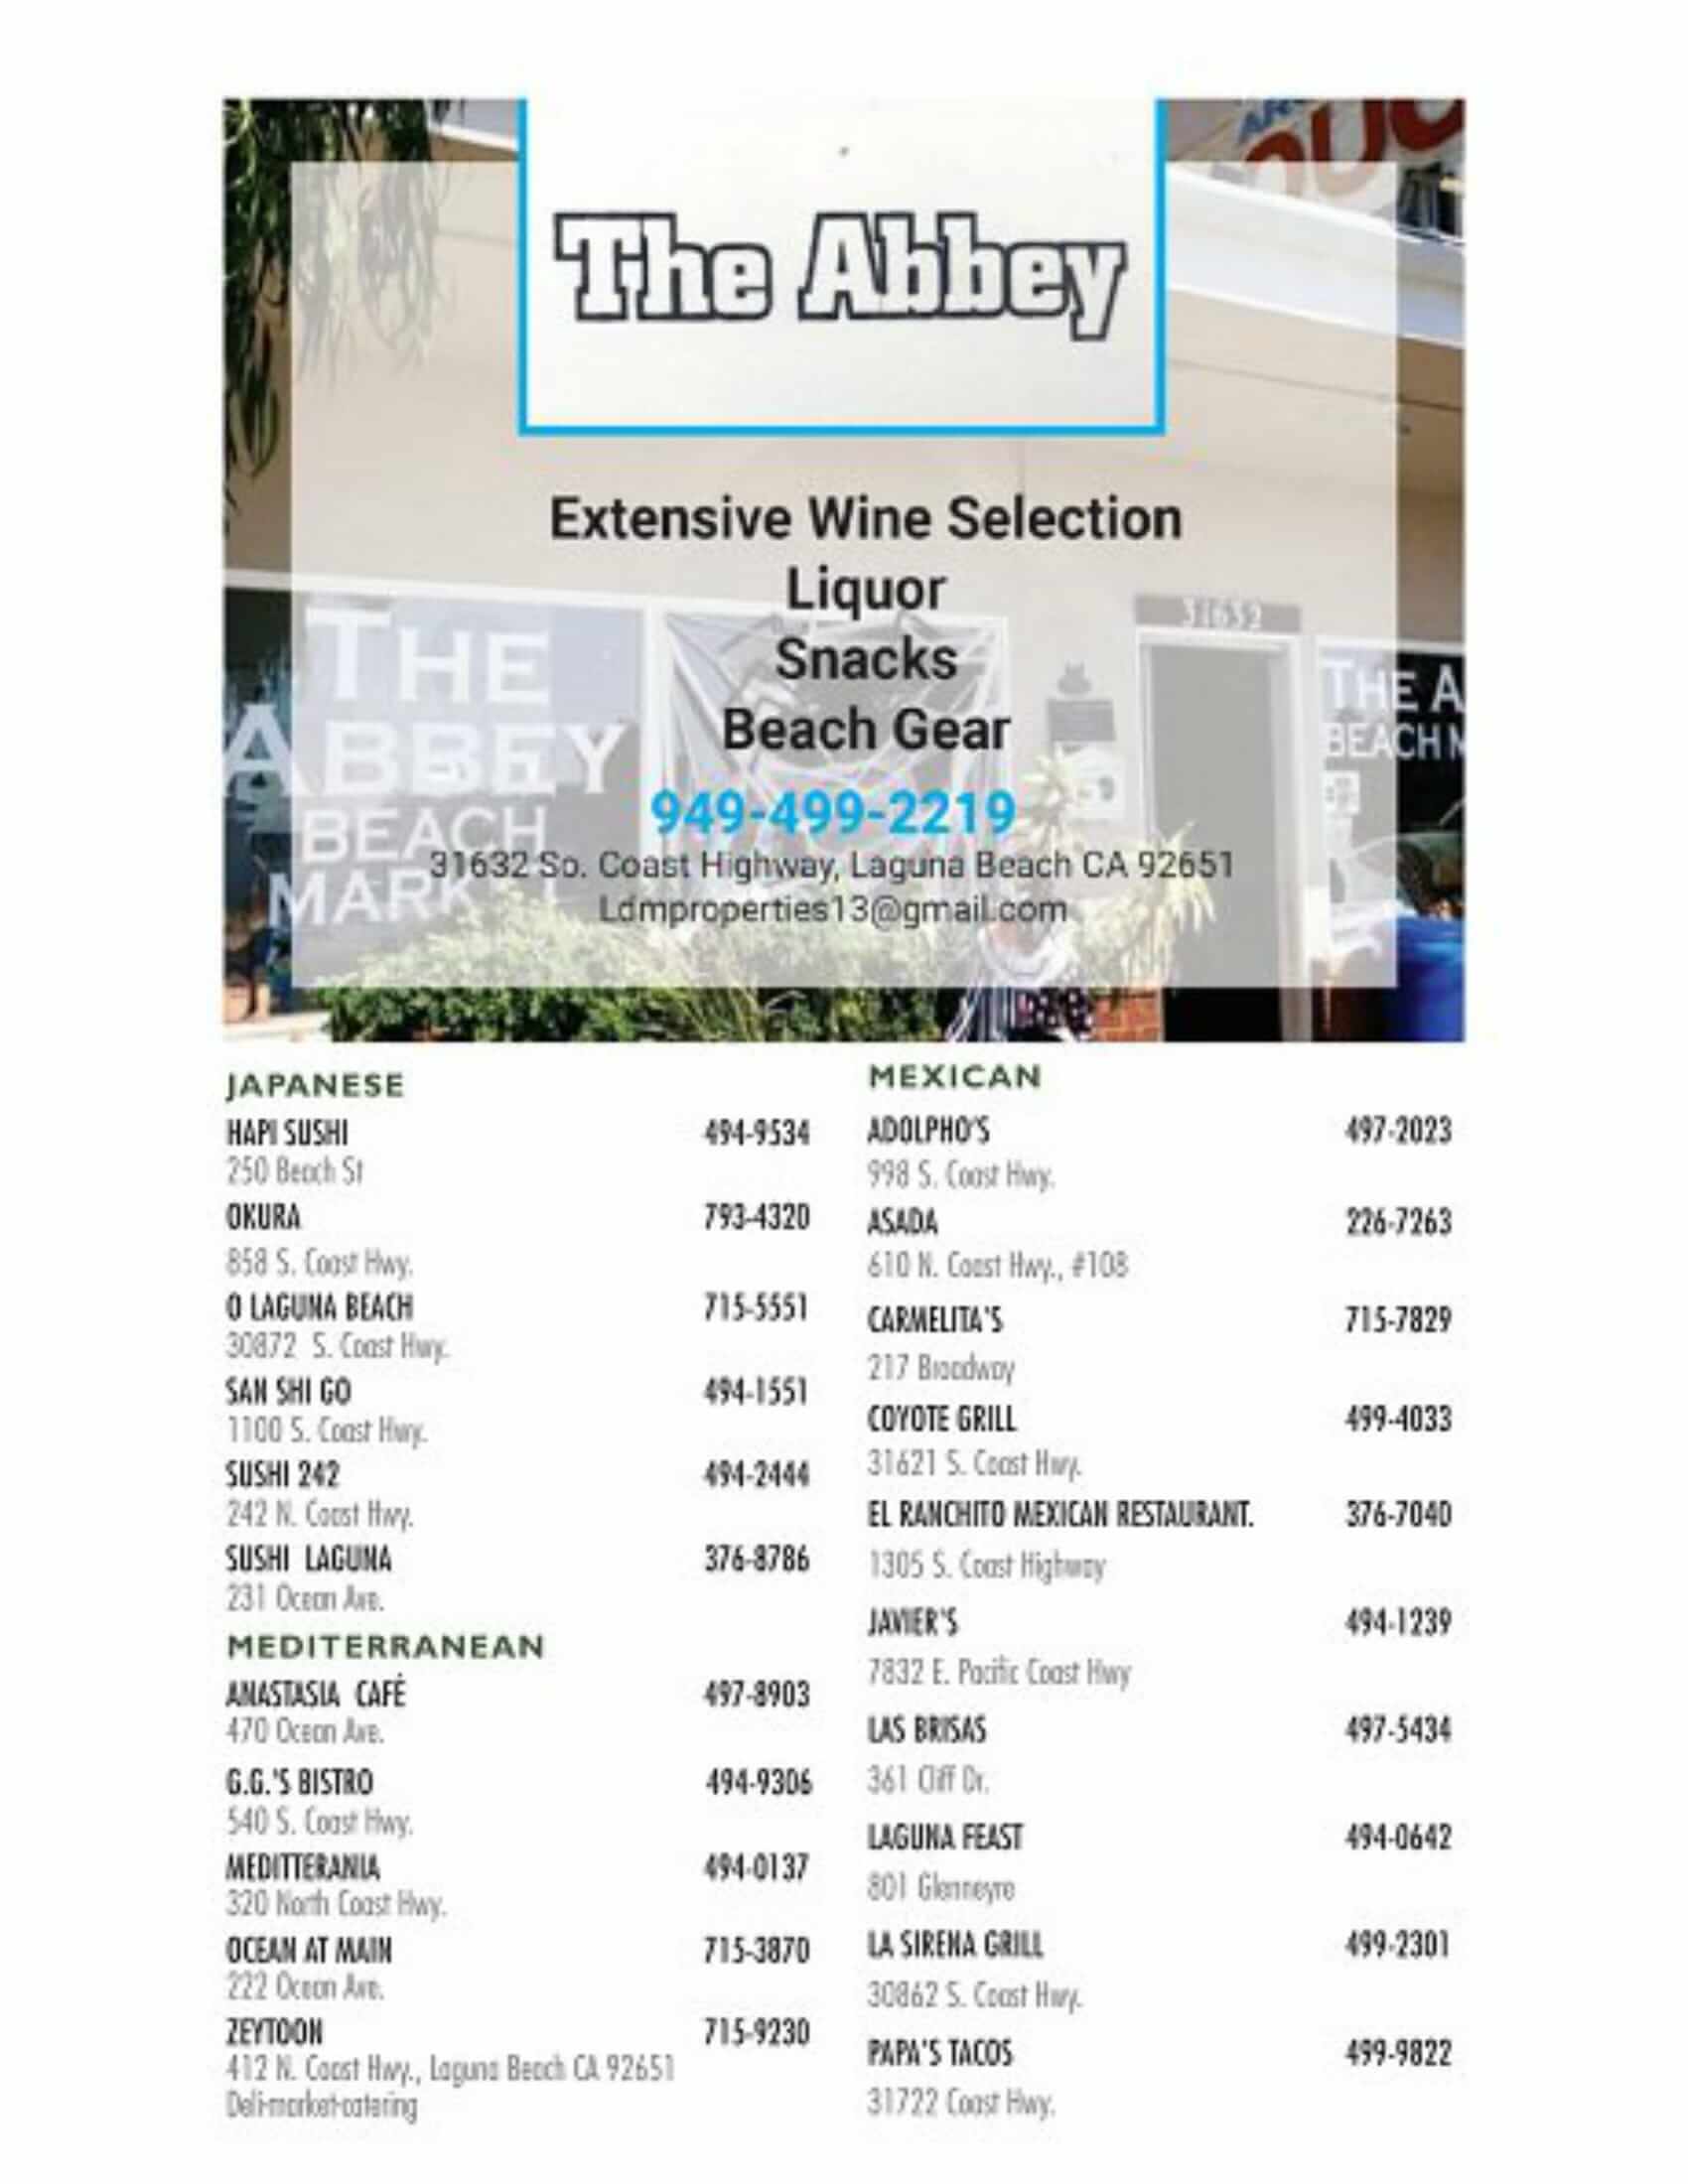 The Abbey
Extensive Wine Selection
Liquor
Snacks
Beach Gear
949-499-2219
31632 So. Coast Highway, Laguna Beach CA 92651
Ldmproperties13@gmail.com
THE
ABBEY
BEACH
MARK
31632
THE A
BEACH M
JAPANESE
HAPI SUSHI 494-9534
250 Beach St
OKURA 793-4320
858 S. Coast Hwy.
O LAGUNA BEACH 715-5551
30872 S. Coast Hwy.
SAN SHI GO 494-1551
1100 S. Coast Hwy.
SUSHI 242 494-2444
242 N. Coast Hwy.
SUSHI LAGUNA 376-8786
231 Ocean Ave.
MEDITERRANEAN
ANASTASIA CAFÉ 497-8903
470 Ocean Ave.
G.G.'S BISTRO 494-9306
540 S. Coast Hwy.
MEDITTERANIA 494-0137
320 North Coast Hwy.
OCEAN AT MAIN 715-3870
222 Ocean Ave.
ZEYTOON 715-9230
412 N. Coast Hwy., Laguna Beach CA 92651
Deli-market-catering
MEXICAN
ADOLPHO'S 497-2023
998 S. Coast Hwy.
ASADA 226-7263
610 N. Coast Hwy., #108
CARMELITA'S 715-7829
217 Broadway
COYOTE GRILL 499-4033
31621 S. Coast Hwy.
EL RANCHITO MEXICAN RESTAURANT. 376-7040
1305 S. Coast Highway
JAVIER'S 494-1239
7832 E. Pacific Coast Hwy
LAS BRISAS 497-5434
361 Cliff Dr.
LAGUNA FEAST 494-0642
801 Glenneyre
LA SIRENA GRILL 499-2301
30862 S. Coast Hwy.
PAPA'S TACOS 499-9822
31722 Coast Hwy.